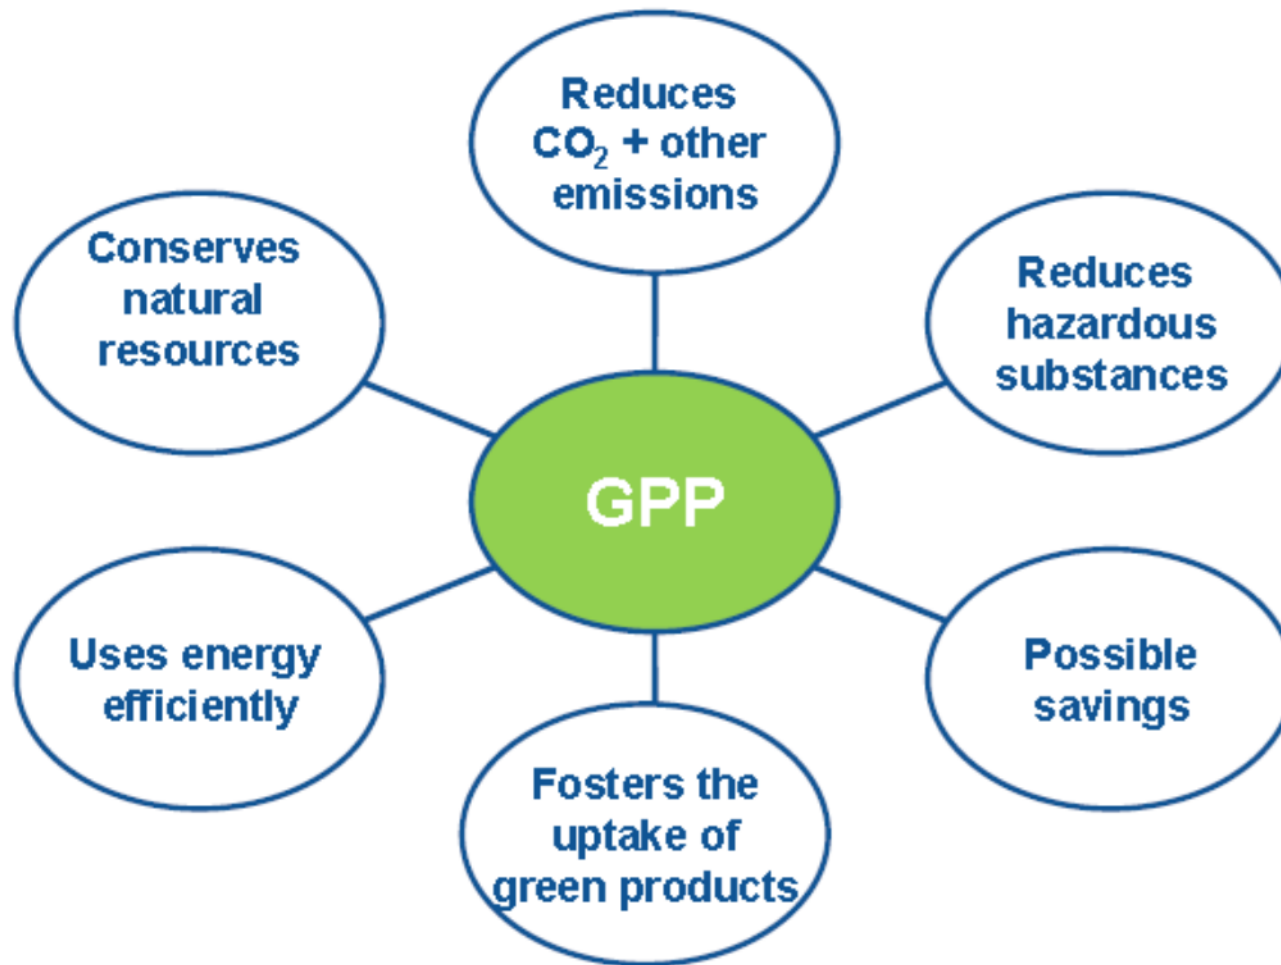 Reduces
CO₂ + other
emissions
Conserves
natural
resources
Reduces
hazardous
substances
GPP
Uses energy
efficiently
Possible
savings
Fosters the
uptake of
green products